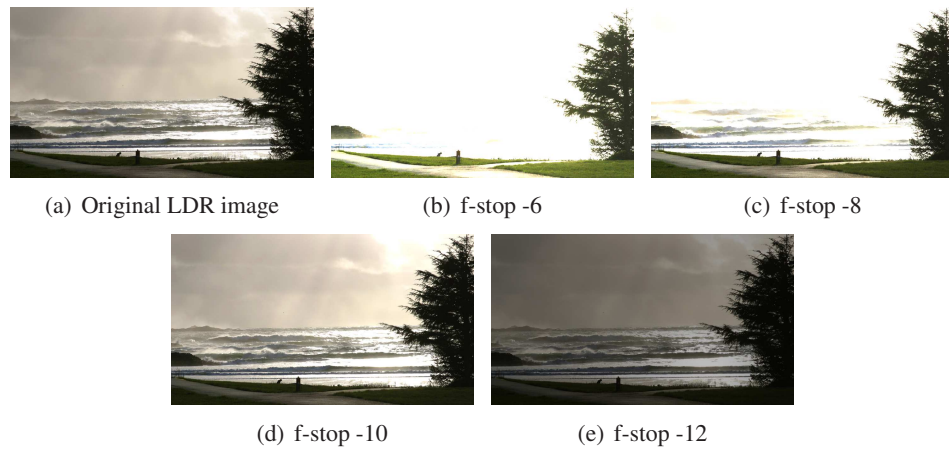 (a) Original LDR image
(b) f-stop -6
(c) f-stop -8
(d) f-stop -10
(e) f-stop -12